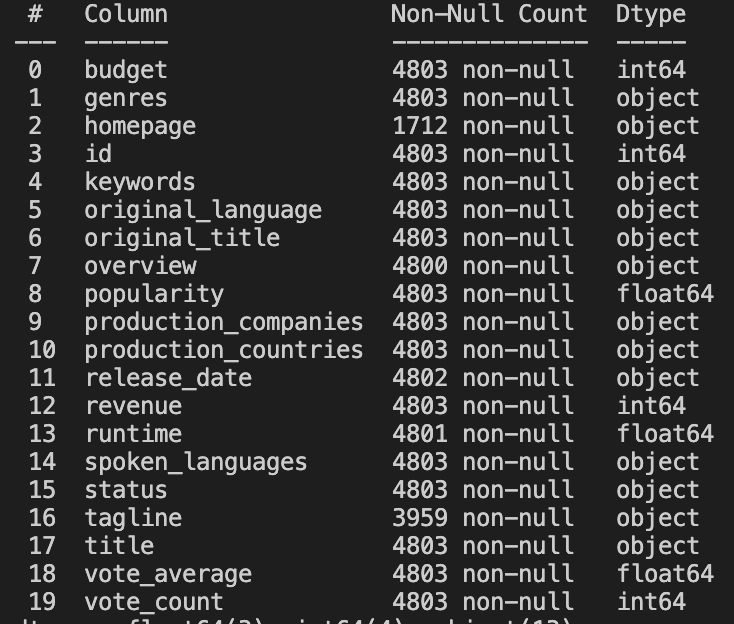 #   Column                Non-Null Count  Dtype
--- ------                --------------  -----
0   budget                4803 non-null   int64
1   genres                4803 non-null   object
2   homepage              1712 non-null   object
3   id                    4803 non-null   int64
4   keywords              4803 non-null   object
5   original_language     4803 non-null   object
6   original_title        4803 non-null   object
7   overview              4800 non-null   object
8   popularity            4803 non-null   float64
9   production_companies  4803 non-null   object
10  production_countries  4803 non-null   object
11  release_date          4802 non-null   object
12  revenue               4803 non-null   int64
13  runtime               4801 non-null   float64
14  spoken_languages      4803 non-null   object
15  status                4803 non-null   object
16  tagline               3959 non-null   object
17  title                 4803 non-null   object
18  vote_average          4803 non-null   float64
19  vote_count            4803 non-null   int64
float64(3), int64(4), object(13)